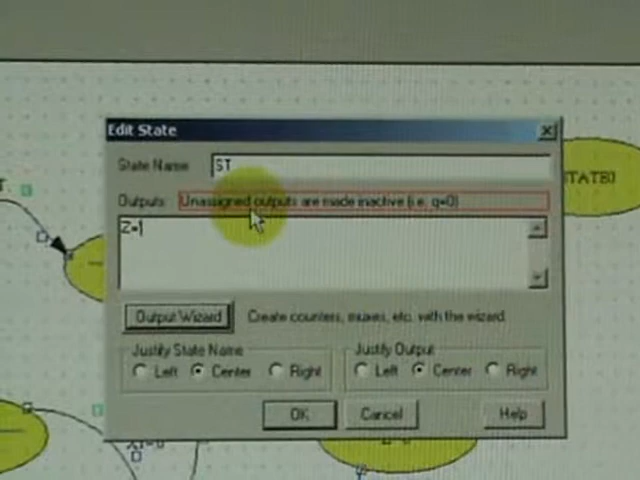 Edit State
State Name ST
Outputs Unassigned outputs are made inactive (i.e. q=0)
Z=1
Output Wizard Create counters, muxes, etc. with the wizard.
Justify State Name Justify Output
Left Center Right Left Center Right
OK Cancel Help